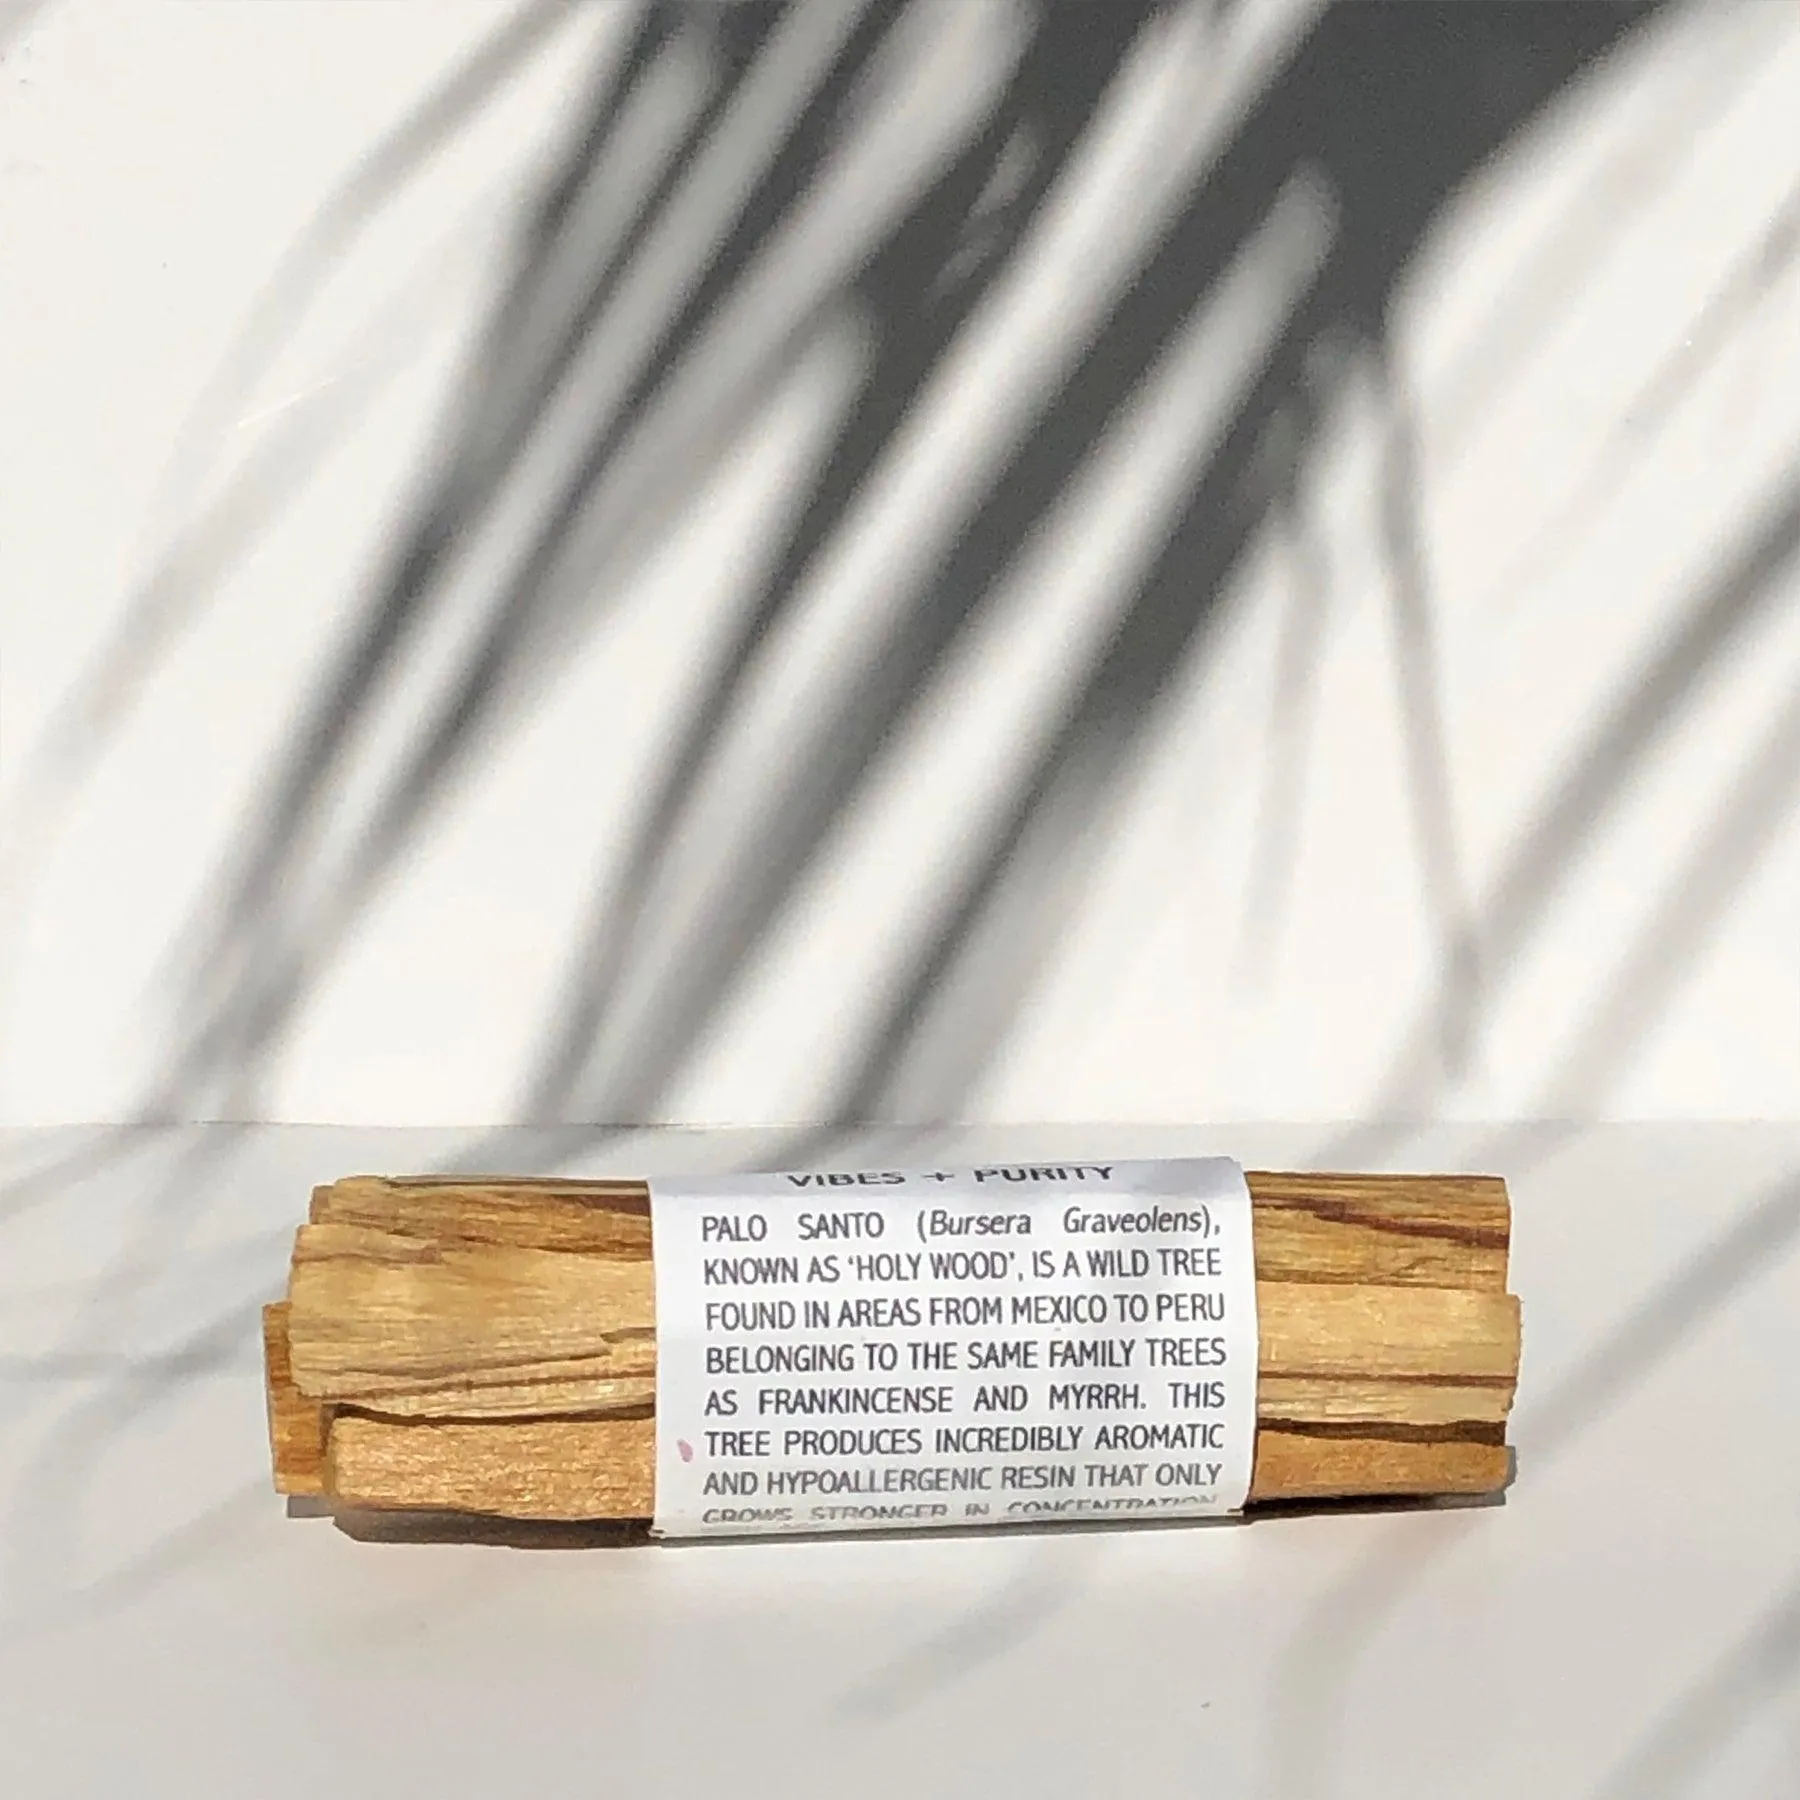 VIBES + PURITY
PALO SANTO (Bursera Graveolens),
KNOWN AS ‘HOLY WOOD’, IS A WILD TREE
FOUND IN AREAS FROM MEXICO TO PERU
BELONGING TO THE SAME FAMILY TREES
AS FRANKINCENSE AND MYRRH. THIS
TREE PRODUCES INCREDIBLY AROMATIC
AND HYPOALLERGENIC RESIN THAT ONLY
GROWS STRONGER IN CONCENTRATION